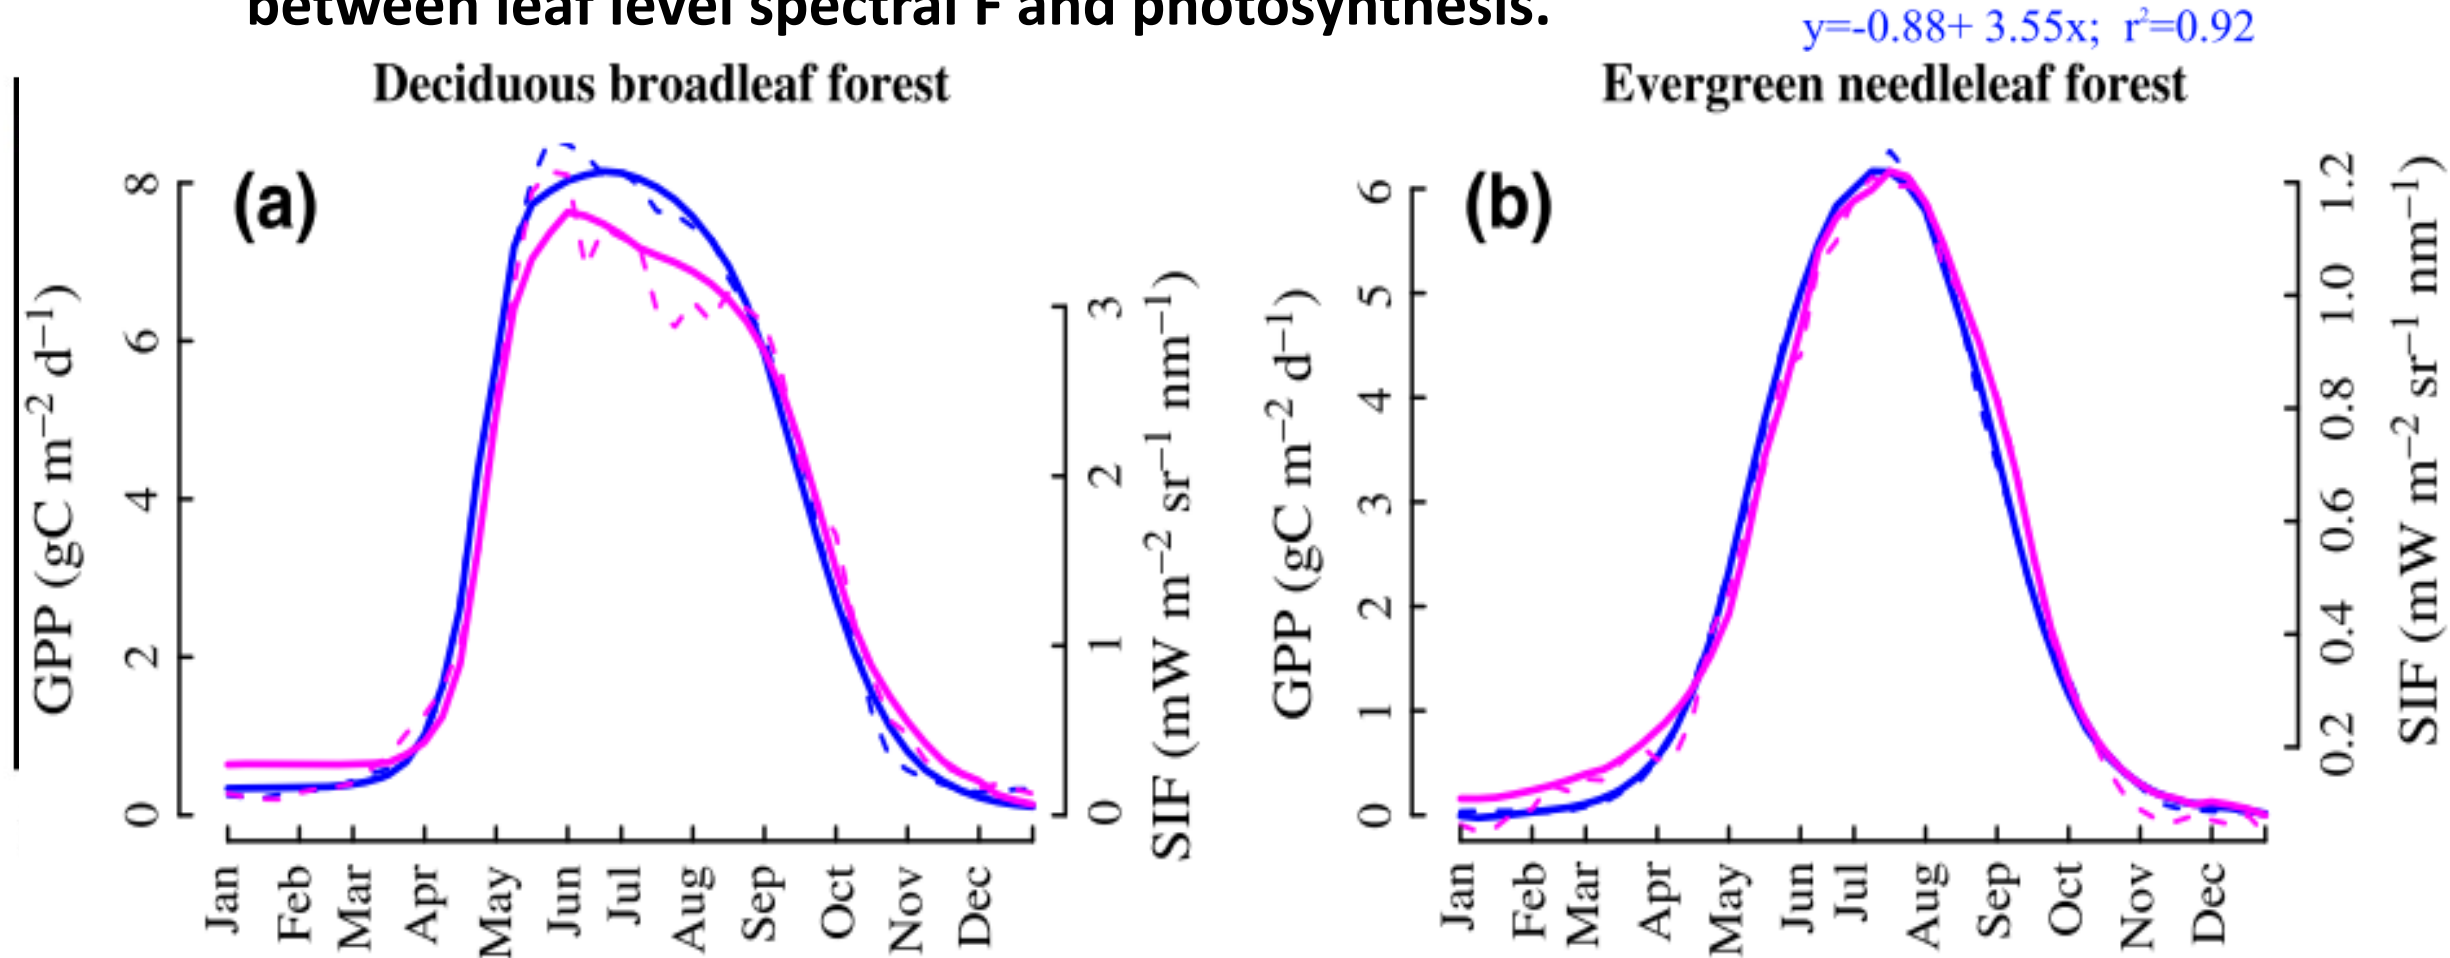 between leaf level spectral F and photosynthesis.
y=-0.88+ 3.55x; r²=0.92
Deciduous broadleaf forest
Evergreen needleleaf forest
(a)
GPP (gC m⁻² d⁻¹)
0 2 4 6 8
SIF (mW m⁻² sr⁻¹ nm⁻¹)
0 1 2 3
Jan Feb Mar Apr May Jun Jul Aug Sep Oct Nov Dec
(b)
GPP (gC m⁻² d⁻¹)
0 1 2 3 4 5 6
SIF (mW m⁻² sr⁻¹ nm⁻¹)
0.2 0.4 0.6 0.8 1.0 1.2
Jan Feb Mar Apr May Jun Jul Aug Sep Oct Nov Dec